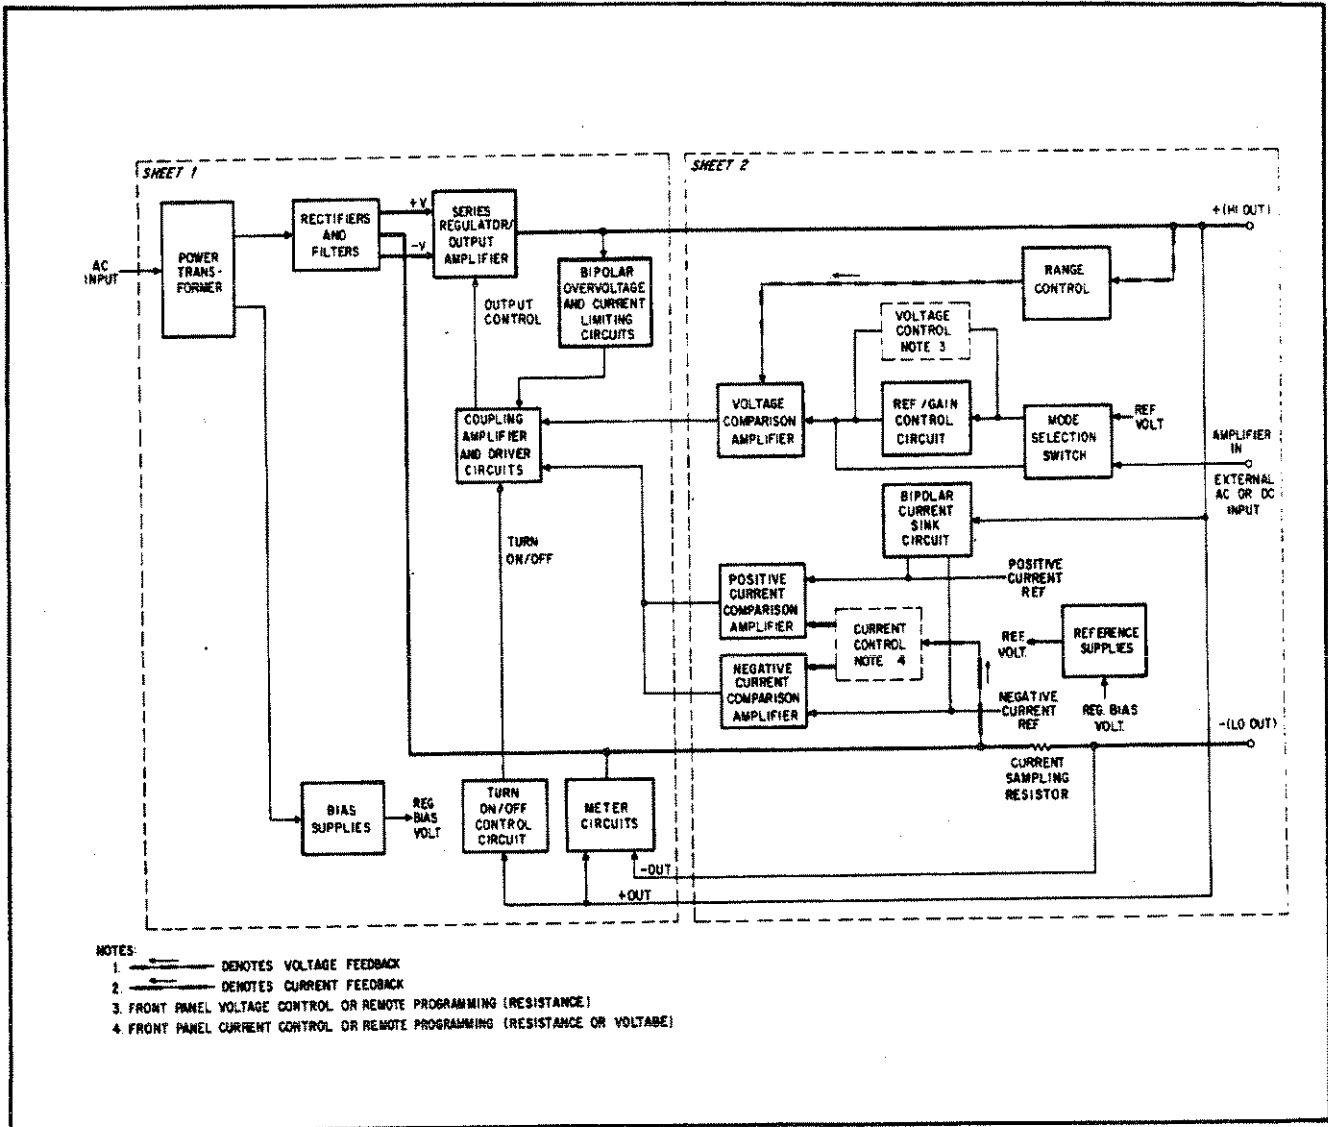 SHEET 1
SHEET 2
AC
INPUT
POWER
TRANS-
FORMER
RECTIFIERS
AND
FILTERS
+V
-V
SERIES
REGULATOR/
OUTPUT
AMPLIFIER
OUTPUT
CONTROL
BIPOLAR
OVERVOLTAGE
AND CURRENT
LIMITING
CIRCUITS
COUPLING
AMPLIFIER
AND DRIVER
CIRCUITS
TURN
ON/OFF
BIAS
SUPPLIES
REG
BIAS
VOLT
TURN
ON/OFF
CONTROL
CIRCUIT
METER
CIRCUITS
-OUT
+OUT
+(HI OUT)
RANGE
CONTROL
VOLTAGE
CONTROL
NOTE 3
VOLTAGE
COMPARISON
AMPLIFIER
REF/GAIN
CONTROL
CIRCUIT
MODE
SELECTION
SWITCH
REF
VOLT
AMPLIFIER
IN
EXTERNAL
AC OR DC
INPUT
BIPOLAR
CURRENT
SINK
CIRCUIT
POSITIVE
CURRENT
COMPARISON
AMPLIFIER
POSITIVE
CURRENT
REF
CURRENT
CONTROL
NOTE 4
REF
VOLT.
REFERENCE
SUPPLIES
NEGATIVE
CURRENT
COMPARISON
AMPLIFIER
NEGATIVE
CURRENT
REF
REG. BIAS
VOLT.
-(LO OUT)
CURRENT
SAMPLING
RESISTOR
NOTES:
1. DENOTES VOLTAGE FEEDBACK
2. DENOTES CURRENT FEEDBACK
3. FRONT PANEL VOLTAGE CONTROL OR REMOTE PROGRAMMING (RESISTANCE)
4. FRONT PANEL CURRENT CONTROL OR REMOTE PROGRAMMING (RESISTANCE OR VOLTABE)